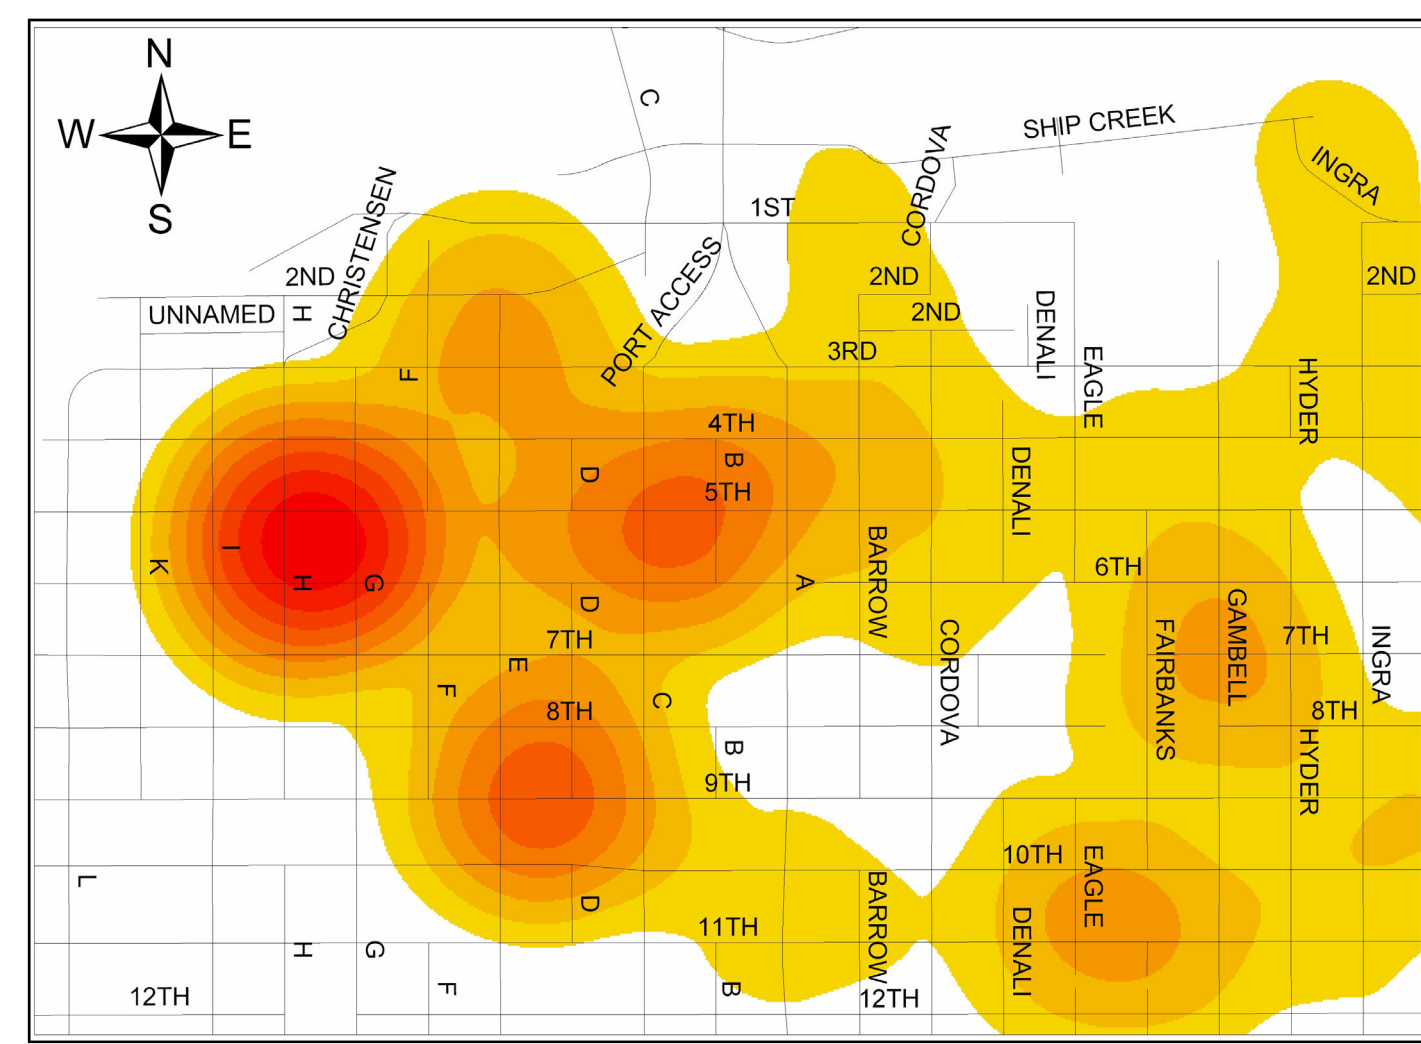 N
W E
S
C
SHIP CREEK
CORDOVA
INGRA
CHRISTENSEN
1ST
PORT ACCESS
2ND
2ND
2ND
UNNAMED
H
2ND
DENALI
3RD
EAGLE
HYDER
F
4TH
B
D
5TH
DENALI
I
K
H
G
A
BARROW
6TH
D
GAMBELL
7TH
7TH
FAIRBANKS
CORDOVA
INGRA
E
F
C
8TH
8TH
B
HYDER
9TH
10TH
EAGLE
L
D
BARROW
DENALI
11TH
H
G
F
B
12TH
12TH